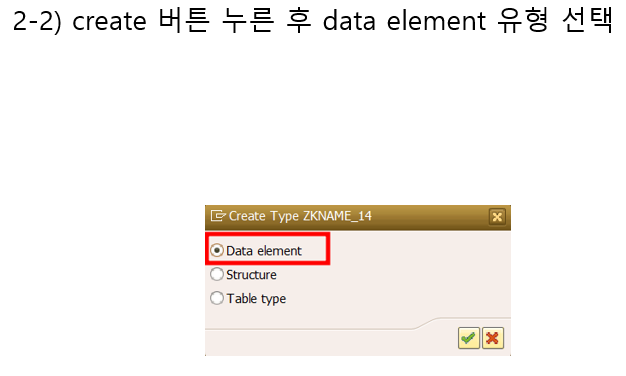 2-2) create 버튼 누른 후 data element 유형 선택
Create Type ZKNAME_14
Data element
Structure
Table type